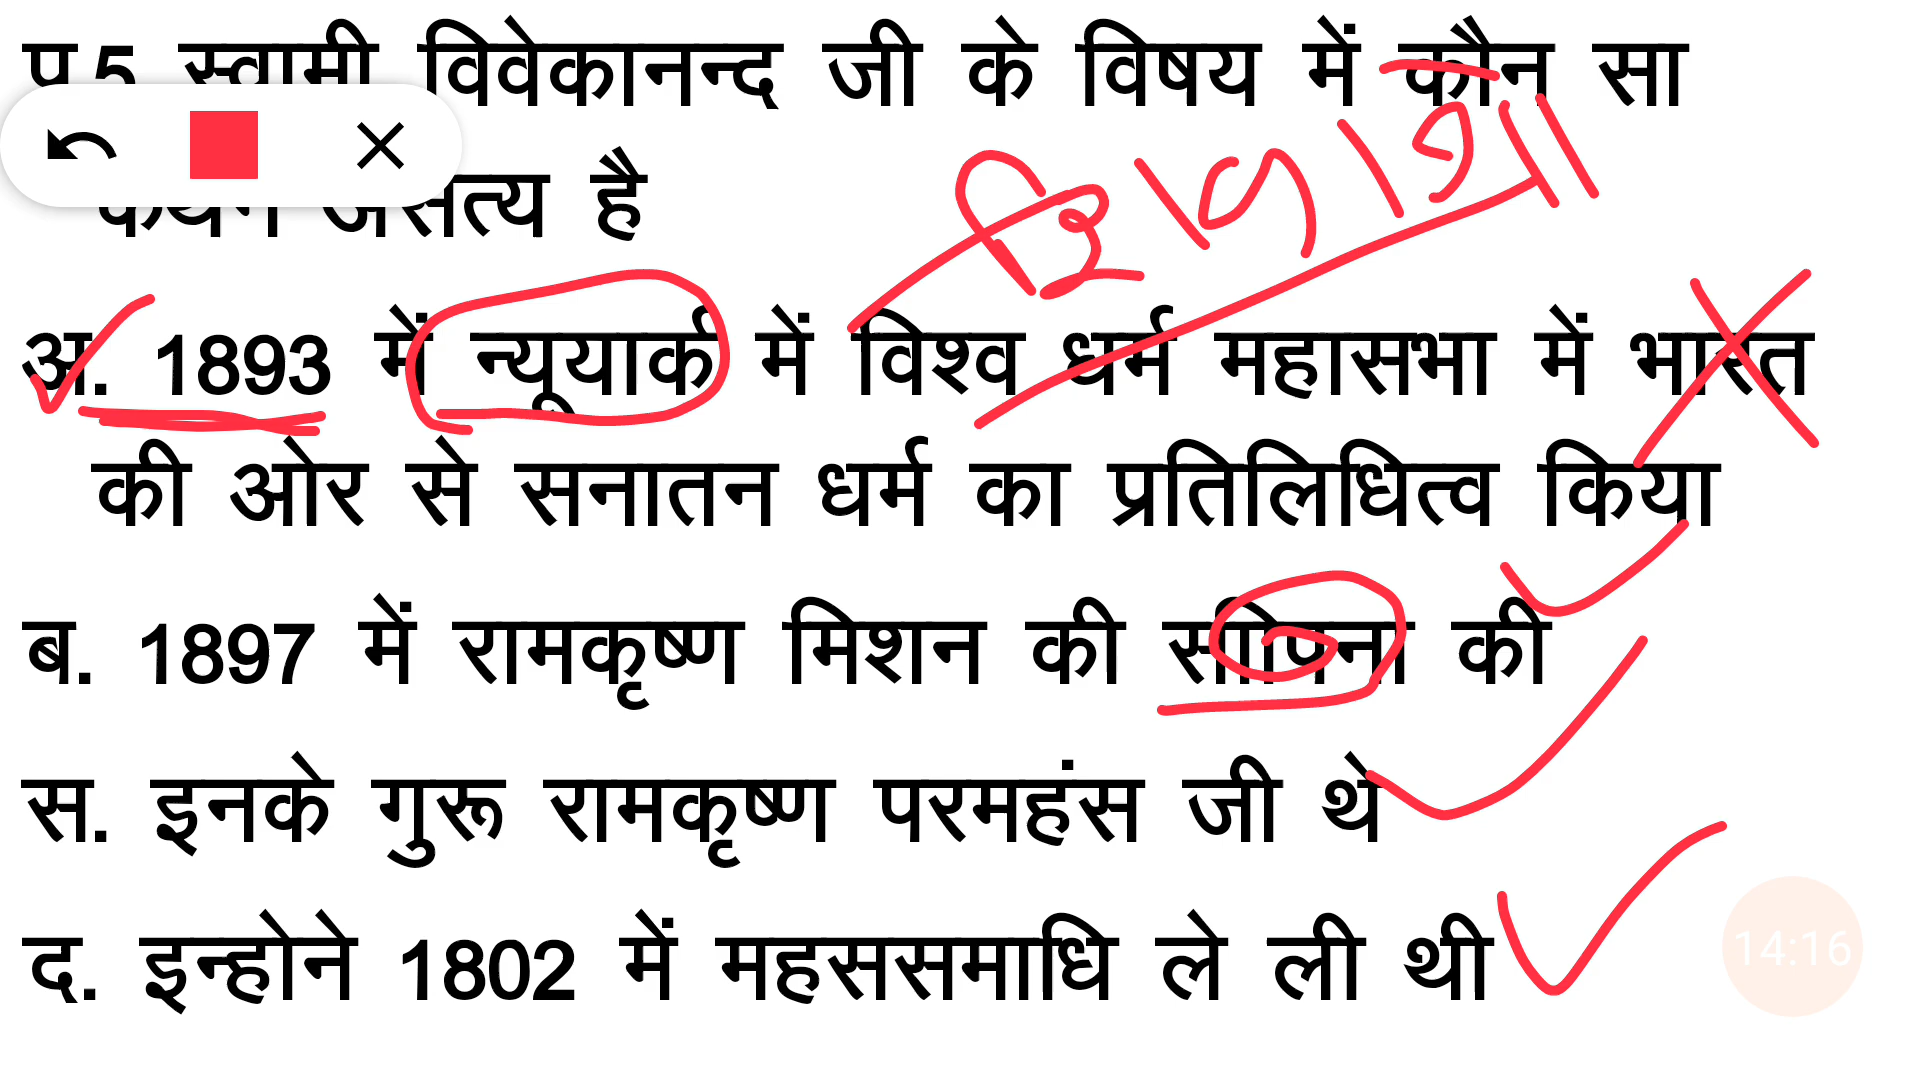 प्र.5 स्वामी विवेकानन्द जी के विषय में कौन सा
कथन असत्य है
अ. 1893 में न्यूयार्क में विश्व धर्म महासभा में भारत
की ओर से सनातन धर्म का प्रतिलिधित्व किया
ब. 1897 में रामकृष्ण मिशन की की
स. इनके गुरू रामकृष्ण परमहंस जी थे
द. इन्होने 1802 में महससमाधि ले ली थी
14:16